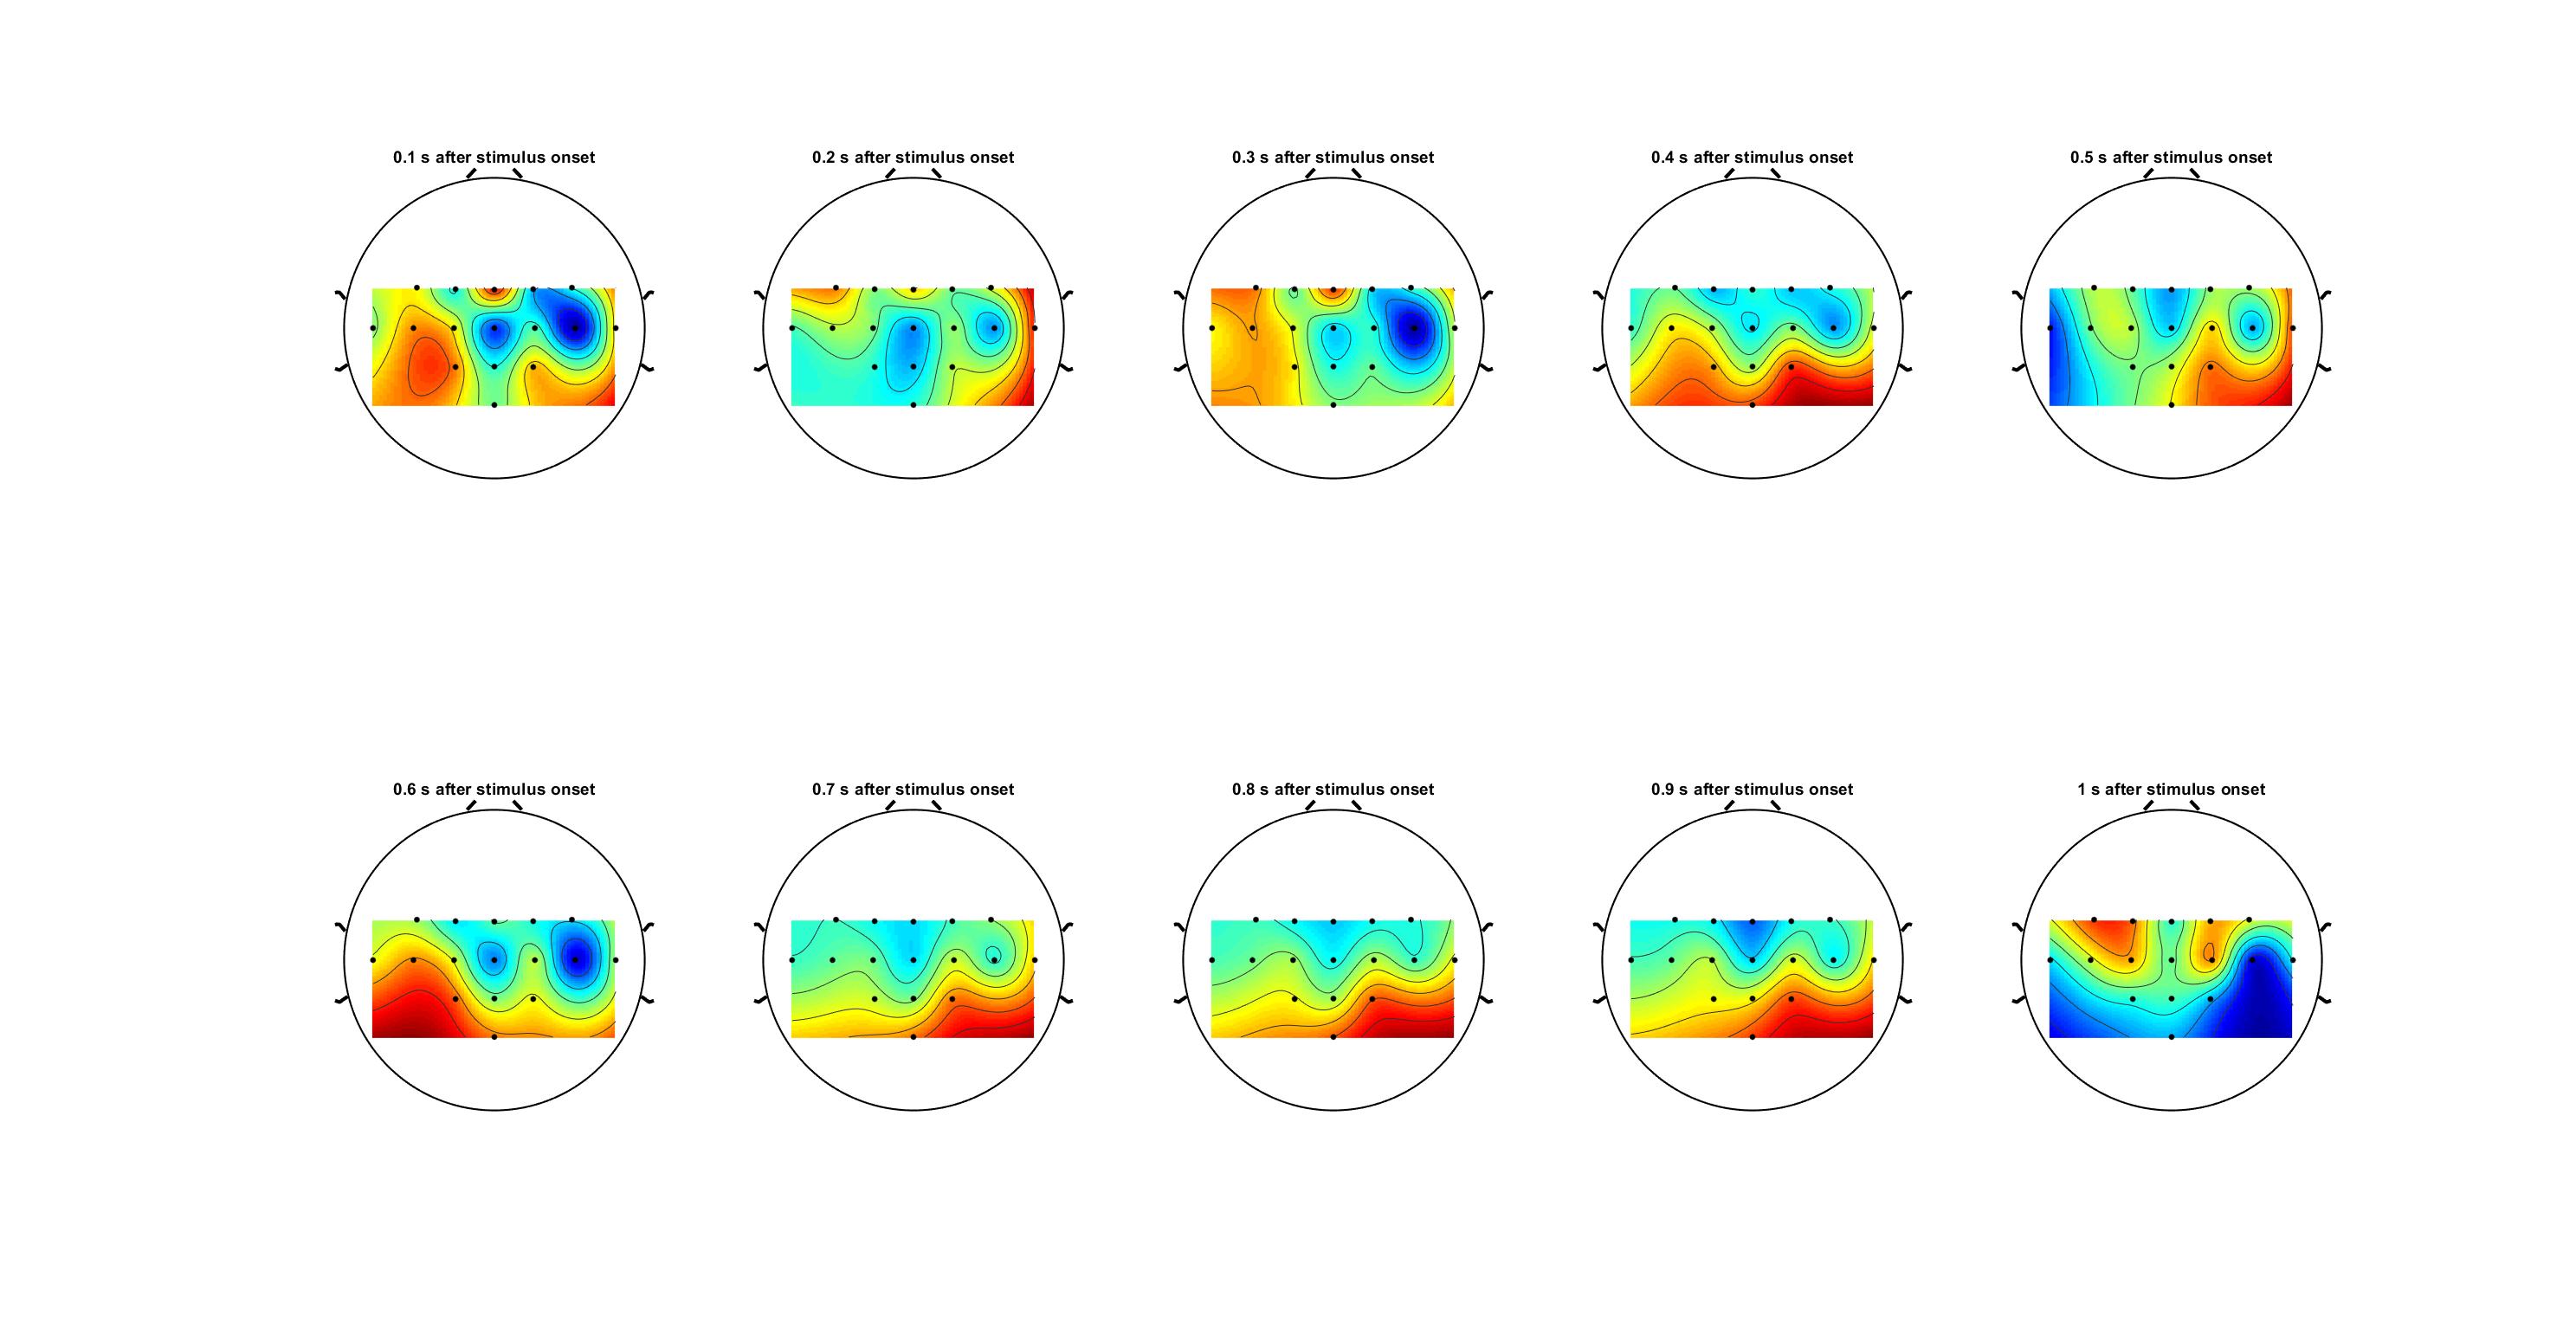 0.1 s after stimulus onset
0.2 s after stimulus onset
0.3 s after stimulus onset
0.4 s after stimulus onset
0.5 s after stimulus onset
0.6 s after stimulus onset
0.7 s after stimulus onset
0.8 s after stimulus onset
0.9 s after stimulus onset
1 s after stimulus onset